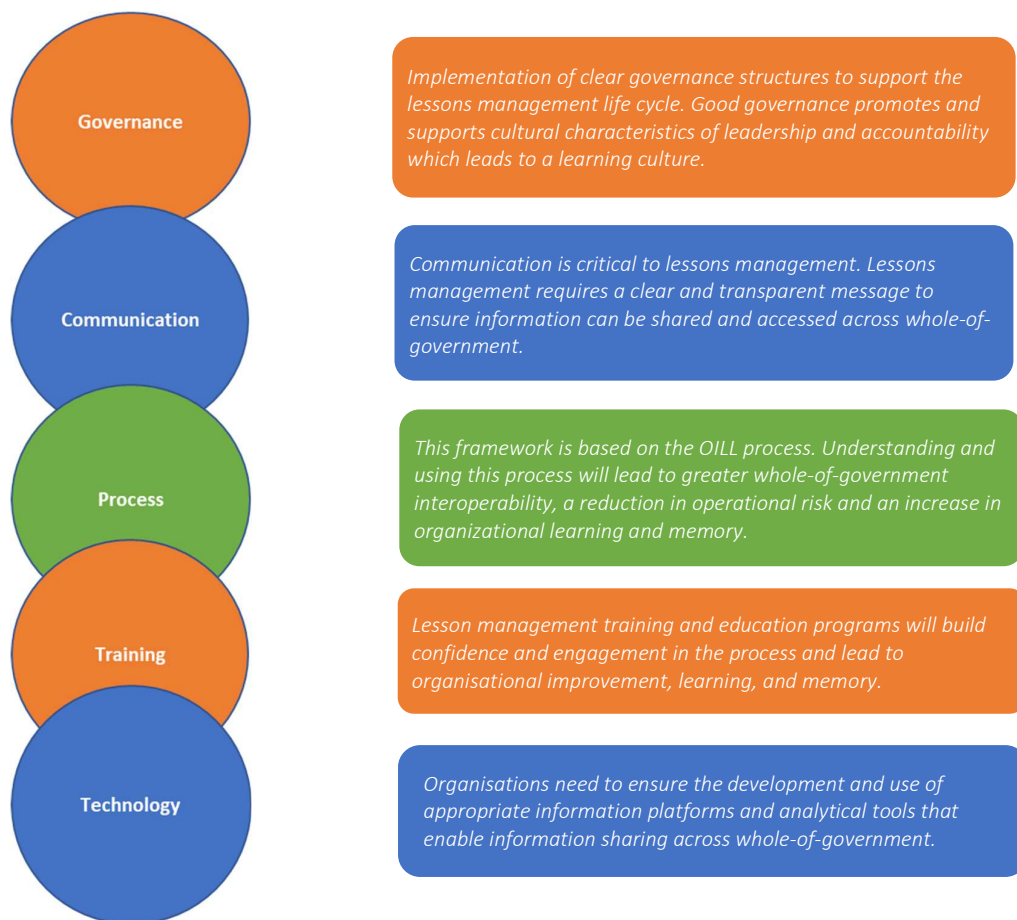 Governance
Implementation of clear governance structures to support the
lessons management life cycle. Good governance promotes and
supports cultural characteristics of leadership and accountability
which leads to a learning culture.
Communication
Communication is critical to lessons management. Lessons
management requires a clear and transparent message to
ensure information can be shared and accessed across whole-of-
government.
Process
This framework is based on the OILL process. Understanding and
using this process will lead to greater whole-of-government
interoperability, a reduction in operational risk and an increase in
organizational learning and memory.
Training
Lesson management training and education programs will build
confidence and engagement in the process and lead to
organisational improvement, learning, and memory.
Technology
Organisations need to ensure the development and use of
appropriate information platforms and analytical tools that
enable information sharing across whole-of-government.